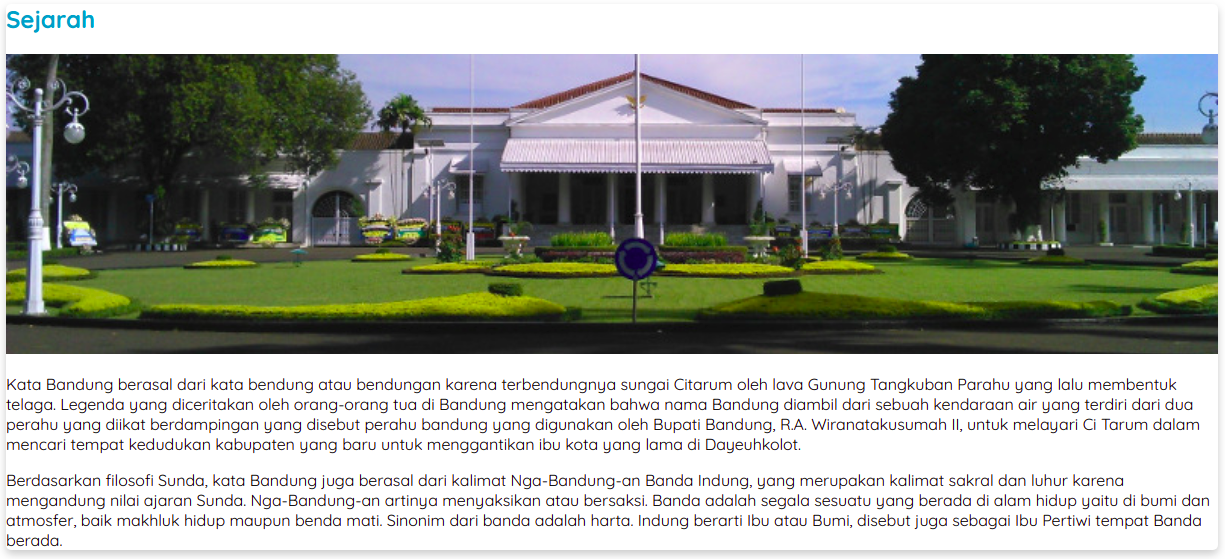 Sejarah
Kata Bandung berasal dari kata bendung atau bendungan karena terbendungnya sungai Citarum oleh lava Gunung Tangkuban Parahu yang lalu membentuk
telaga. Legenda yang diceritakan oleh orang-orang tua di Bandung mengatakan bahwa nama Bandung diambil dari sebuah kendaraan air yang terdiri dari dua
perahu yang diikat berdampingan yang disebut perahu bandung yang digunakan oleh Bupati Bandung, R.A. Wiranatakusumah II, untuk melayari Ci Tarum dalam
mencari tempat kedudukan kabupaten yang baru untuk menggantikan ibu kota yang lama di Dayeuhkolot.
Berdasarkan filosofi Sunda, kata Bandung juga berasal dari kalimat Nga-Bandung-an Banda Indung, yang merupakan kalimat sakral dan luhur karena
mengandung nilai ajaran Sunda. Nga-Bandung-an artinya menyaksikan atau bersaksi. Banda adalah segala sesuatu yang berada di alam hidup yaitu di bumi dan
atmosfer, baik makhluk hidup maupun benda mati. Sinonim dari banda adalah harta. Indung berarti Ibu atau Bumi, disebut juga sebagai Ibu Pertiwi tempat Banda
berada.